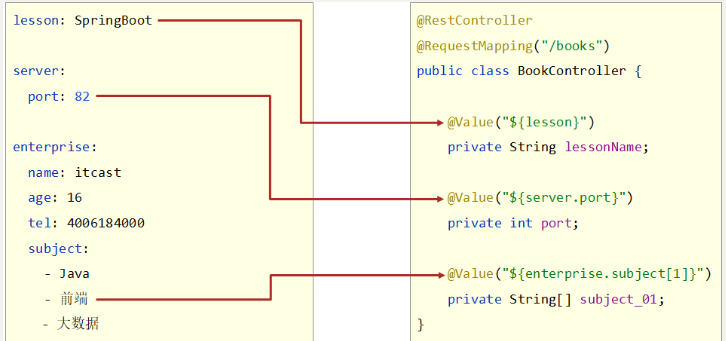 lesson: SpringBoot
server:
port: 82
enterprise:
name: itcast
age: 16
tel: 4006184000
subject:
- Java
- 前端
- 大数据
@RestController
@RequestMapping("/books")
public class BookController {
@Value("${lesson}")
private String lessonName;
@Value("${server.port}")
private int port;
@Value("${enterprise.subject[1]}")
private String[] subject_01;
}